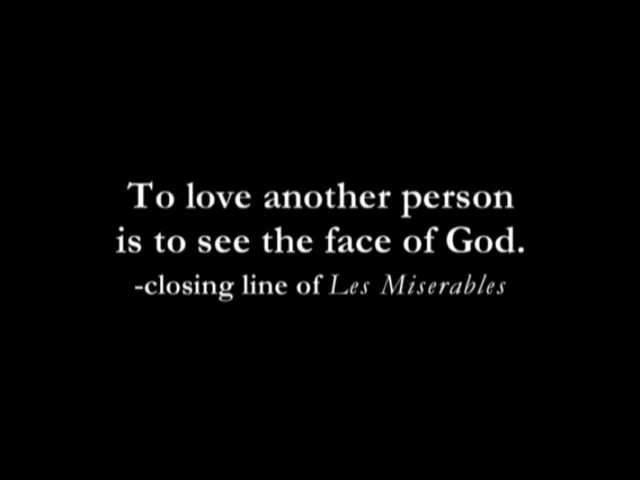 To love another person
is to see the face of God.
-closing line of Les Miserables